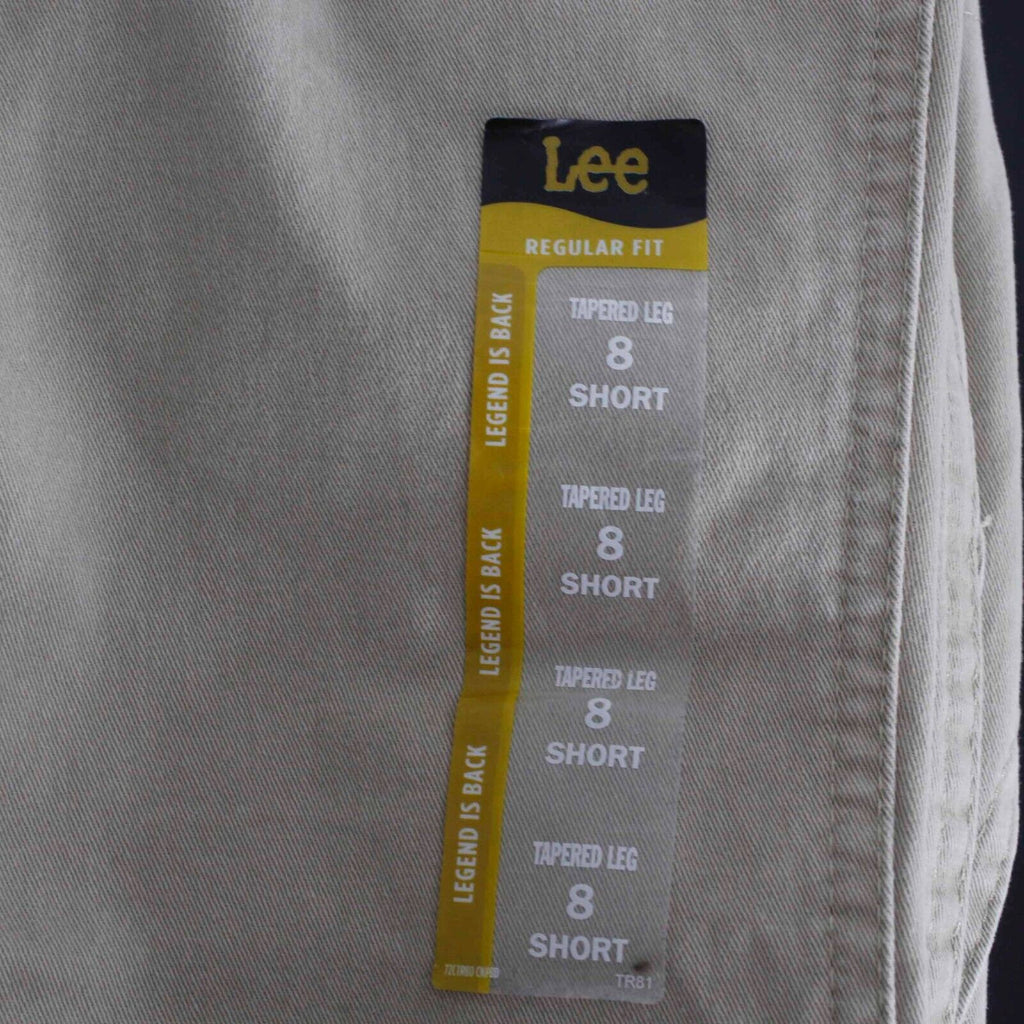 Lee
REGULAR FIT
LEGEND IS BACK
TAPERED LEG
8
SHORT
LEGEND IS BACK
TAPERED LEG
8
SHORT
LEGEND IS BACK
TAPERED LEG
8
SHORT
TAPERED LEG
8
SHORT
TR81